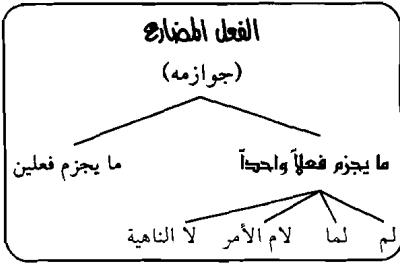 الفعل المضارع
(جوازمه)
ما يجزم فعلاً واحداً ما يجزم فعلين
لم لما لام الأمر لا الناهية